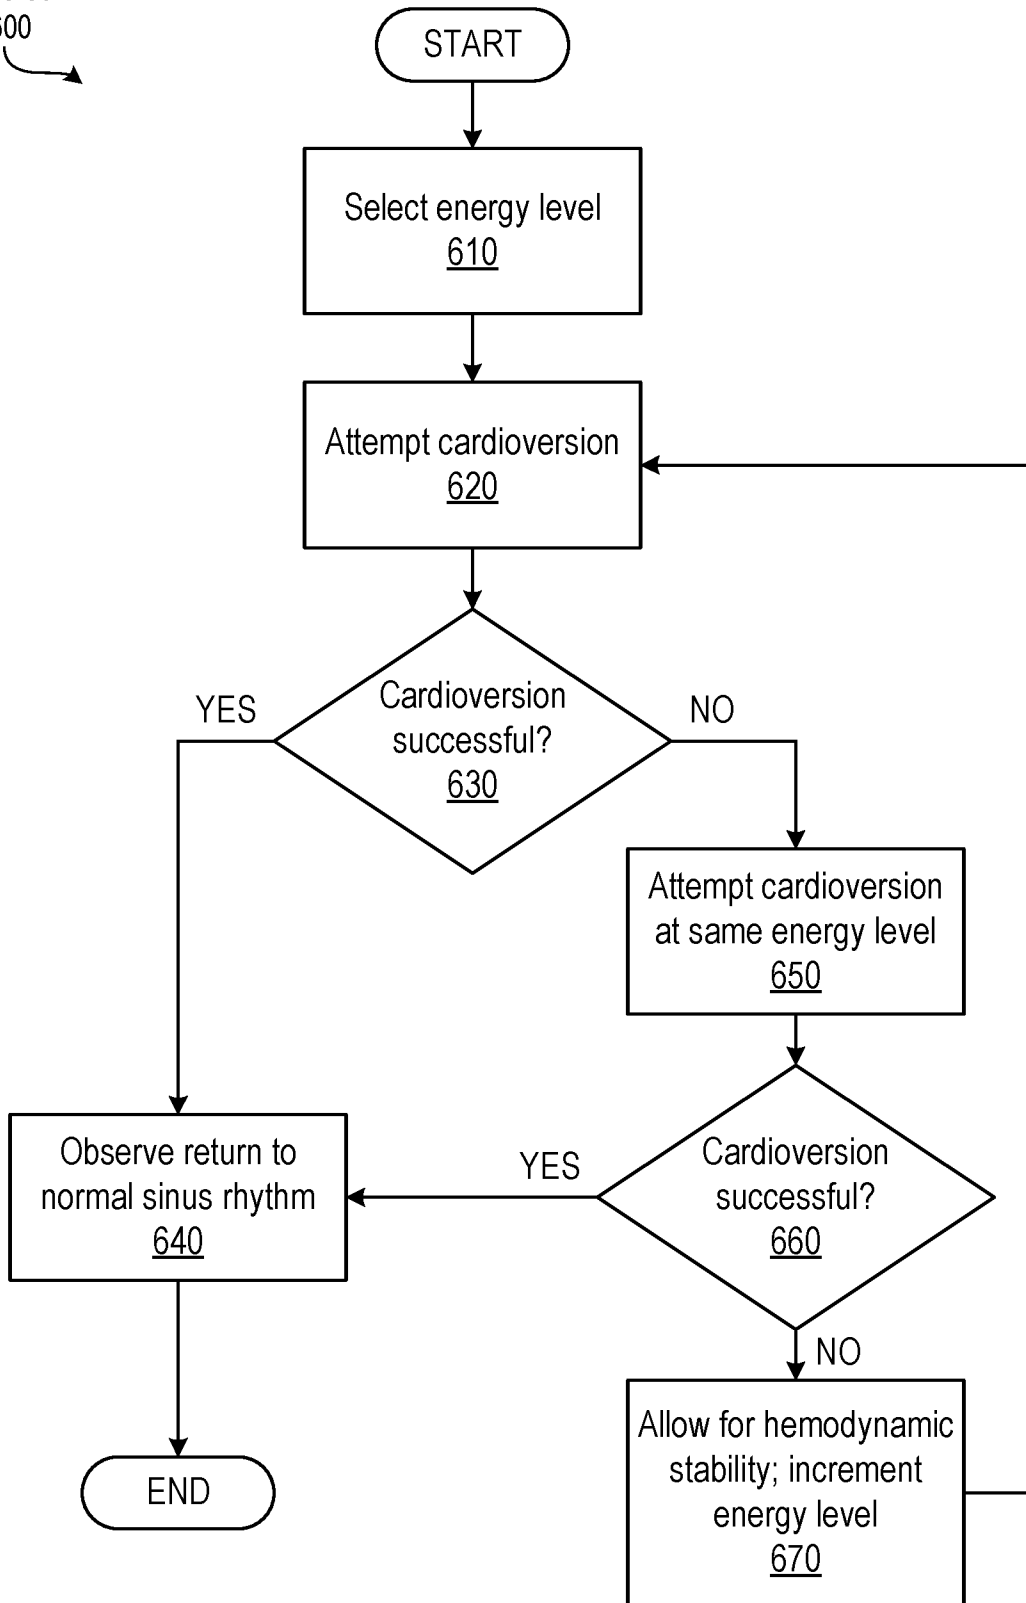 600
START
Select energy level
610
Attempt cardioversion
620
YES
Cardioversion
successful?
630
NO
Attempt cardioversion
at same energy level
650
Observe return to
normal sinus rhythm
640
YES
Cardioversion
successful?
660
NO
Allow for hemodynamic
stability; increment
energy level
670
END